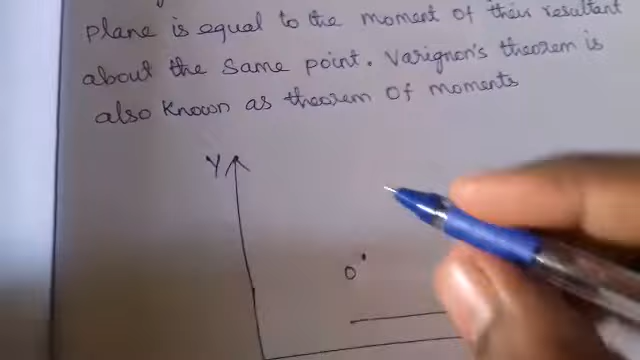 plane is equal to the moment of their resultant
about the same point. Varignon's theorem is
also known as theorem of moments
Y
O